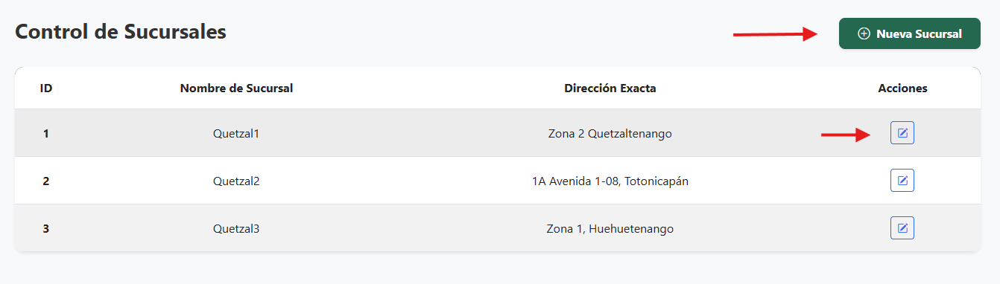 Control de Sucursales
Nueva Sucursal
ID Nombre de Sucursal Dirección Exacta Acciones
1 Quetzal1 Zona 2 Quetzaltenango
2 Quetzal2 1A Avenida 1-08, Totonicapán
3 Quetzal3 Zona 1, Huehuetenango